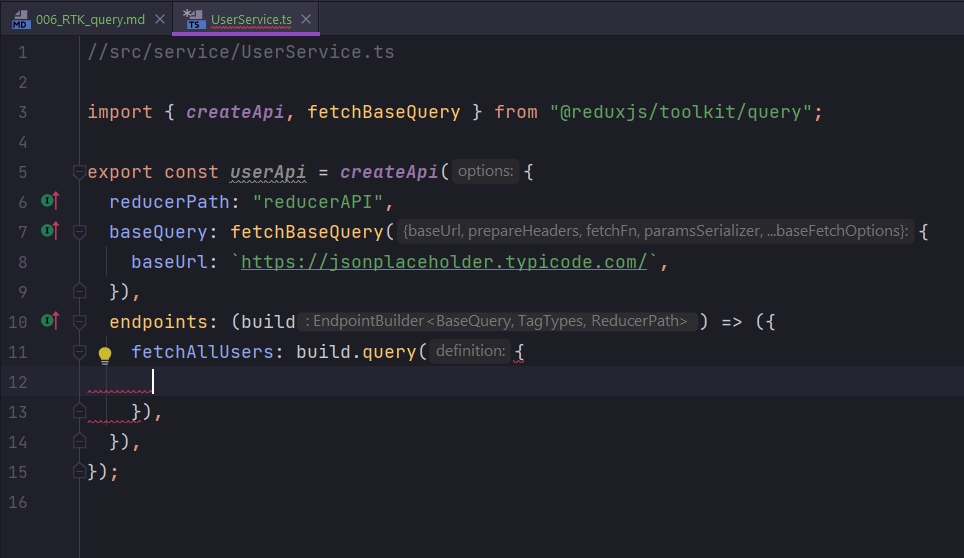 006_RTK_query.md
UserService.ts
1 //src/service/UserService.ts
2
3 import { createApi, fetchBaseQuery } from "@reduxjs/toolkit/query";
4
5 export const userApi = createApi( options: {
6 reducerPath: "reducerAPI",
7 baseQuery: fetchBaseQuery( {baseUrl, prepareHeaders, fetchFn, paramsSerializer, ...baseFetchOptions}: {
8 baseUrl: `https://jsonplaceholder.typicode.com/`,
9 }),
10 endpoints: (build : EndpointBuilder<BaseQuery, TagTypes, ReducerPath> ) => ({
11 fetchAllUsers: build.query( definition: {
12
13 }),
14 }),
15 });
16